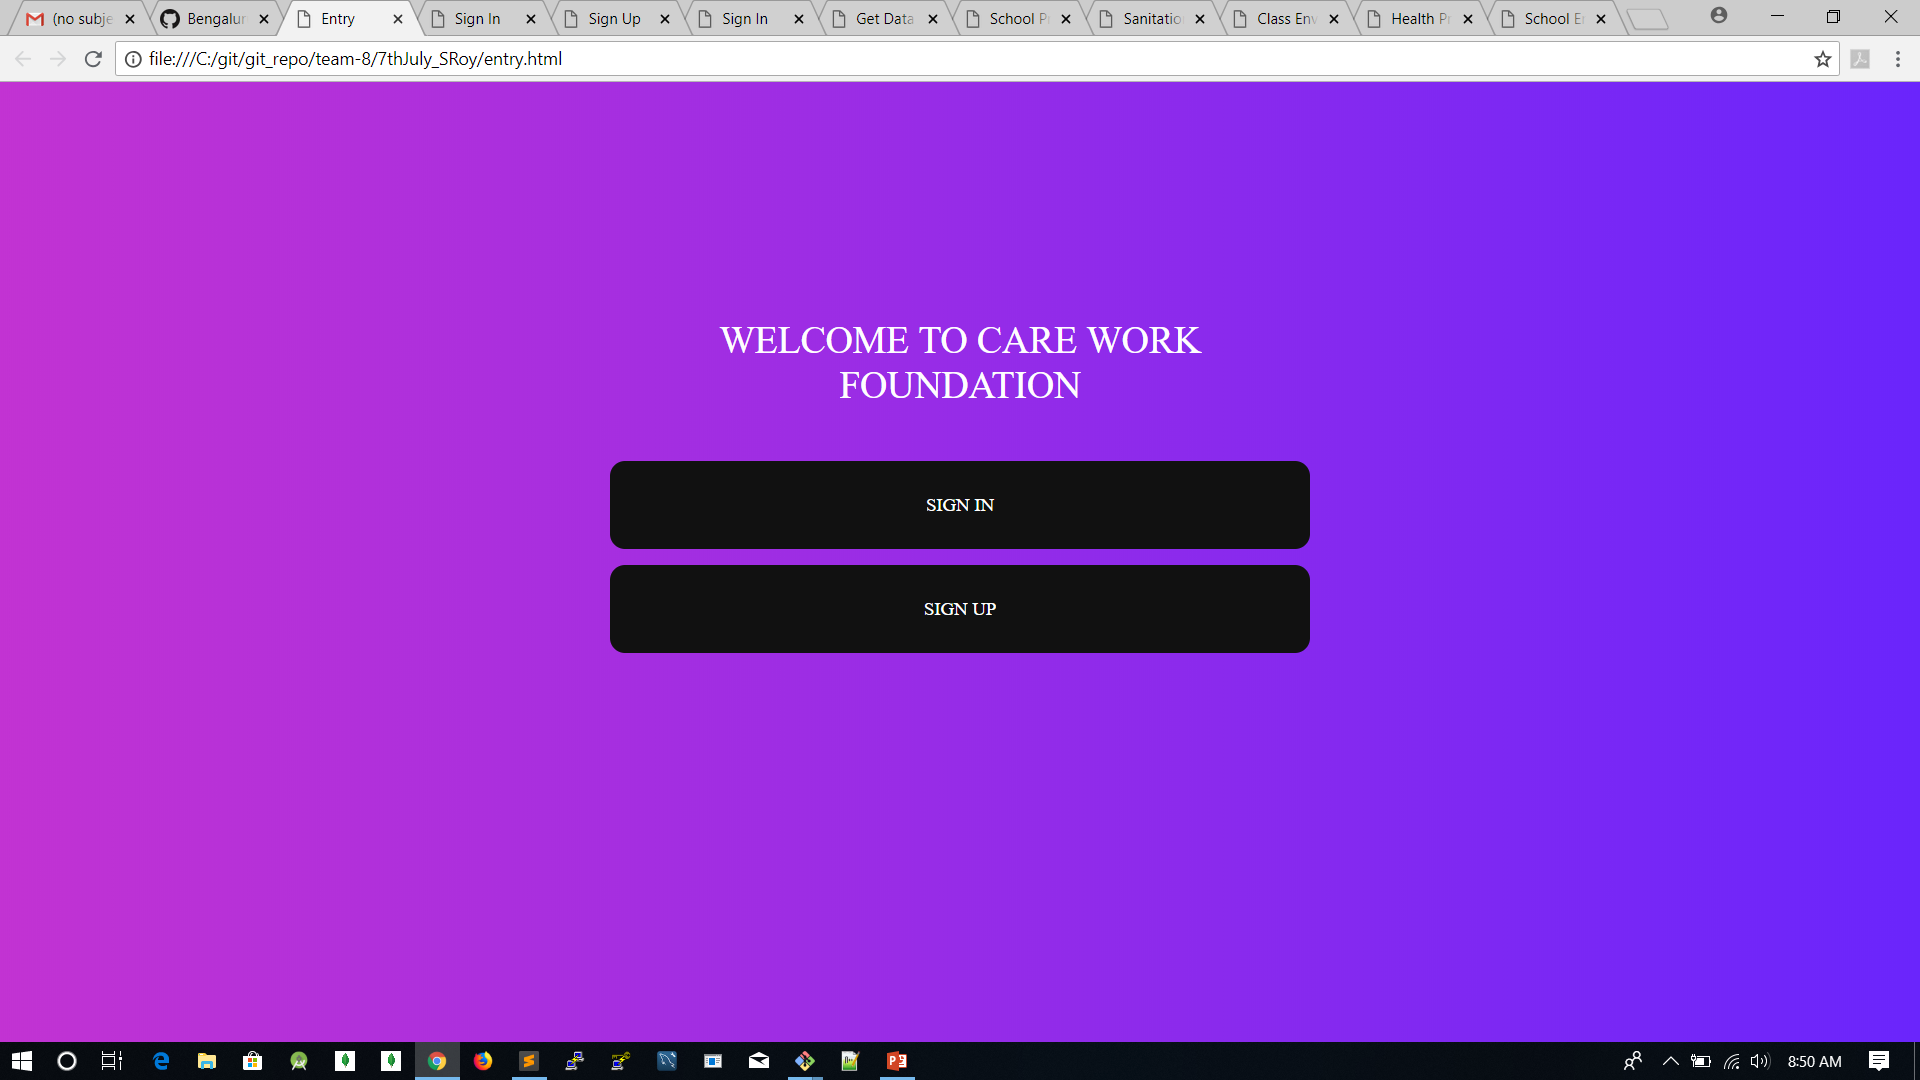 (no subje
Bengalur
Entry
Sign In
Sign Up
Sign In
Get Data
School P
Sanitatio
Class Env
Health Pr
School E
file:///C:/git/git_repo/team-8/7thJuly_SRoy/entry.html
WELCOME TO CARE WORK
FOUNDATION
SIGN IN
SIGN UP
8:50 AM